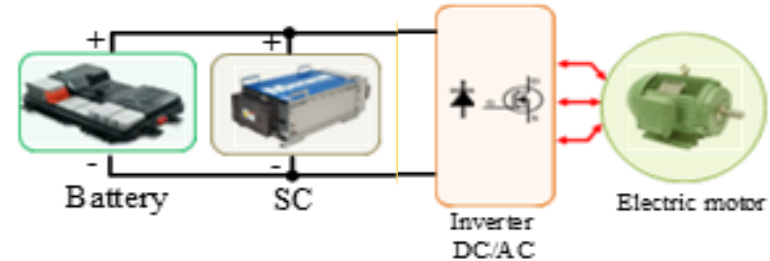 +
+
-
-
Battery
SC
Inverter
DC/AC
Electric motor